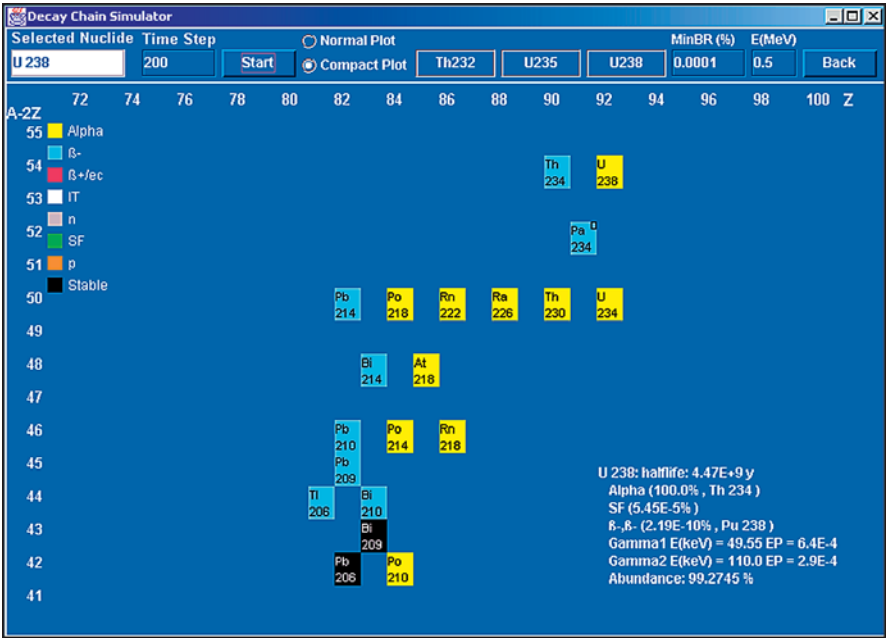 Decay Chain Simulator
Selected Nuclide Time Step Normal Plot MinBR (%) E(MeV)
U 238 200 Start Compact Plot Th232 U235 U238 0.0001 0.5 Back
72 74 76 78 80 82 84 86 88 90 92 94 96 98 100 Z
A-2Z
55 Alpha
ß-
54 Th U
ß+/ec 234 238
53 IT
n
52 Pa
SF 234
51 p
Stable
50 Pb Po Rn Ra Th U
214 218 222 226 230 234
49
48 Bi At
214 218
47
46 Pb Po Rn
210 214 218
45 Pb
209
U 238: halflife: 4.47E+9 y
44 Tl Bi
206 210
Alpha (100.0% , Th 234 )
SF (5.45E-5% )
43 Bi
209
ß-,ß- (2.19E-10% , Pu 238 )
Gamma1 E(keV) = 49.55 EP = 6.4E-4
42 Pb Po
206 210
Gamma2 E(keV) = 110.0 EP = 2.9E-4
Abundance: 99.2745 %
41